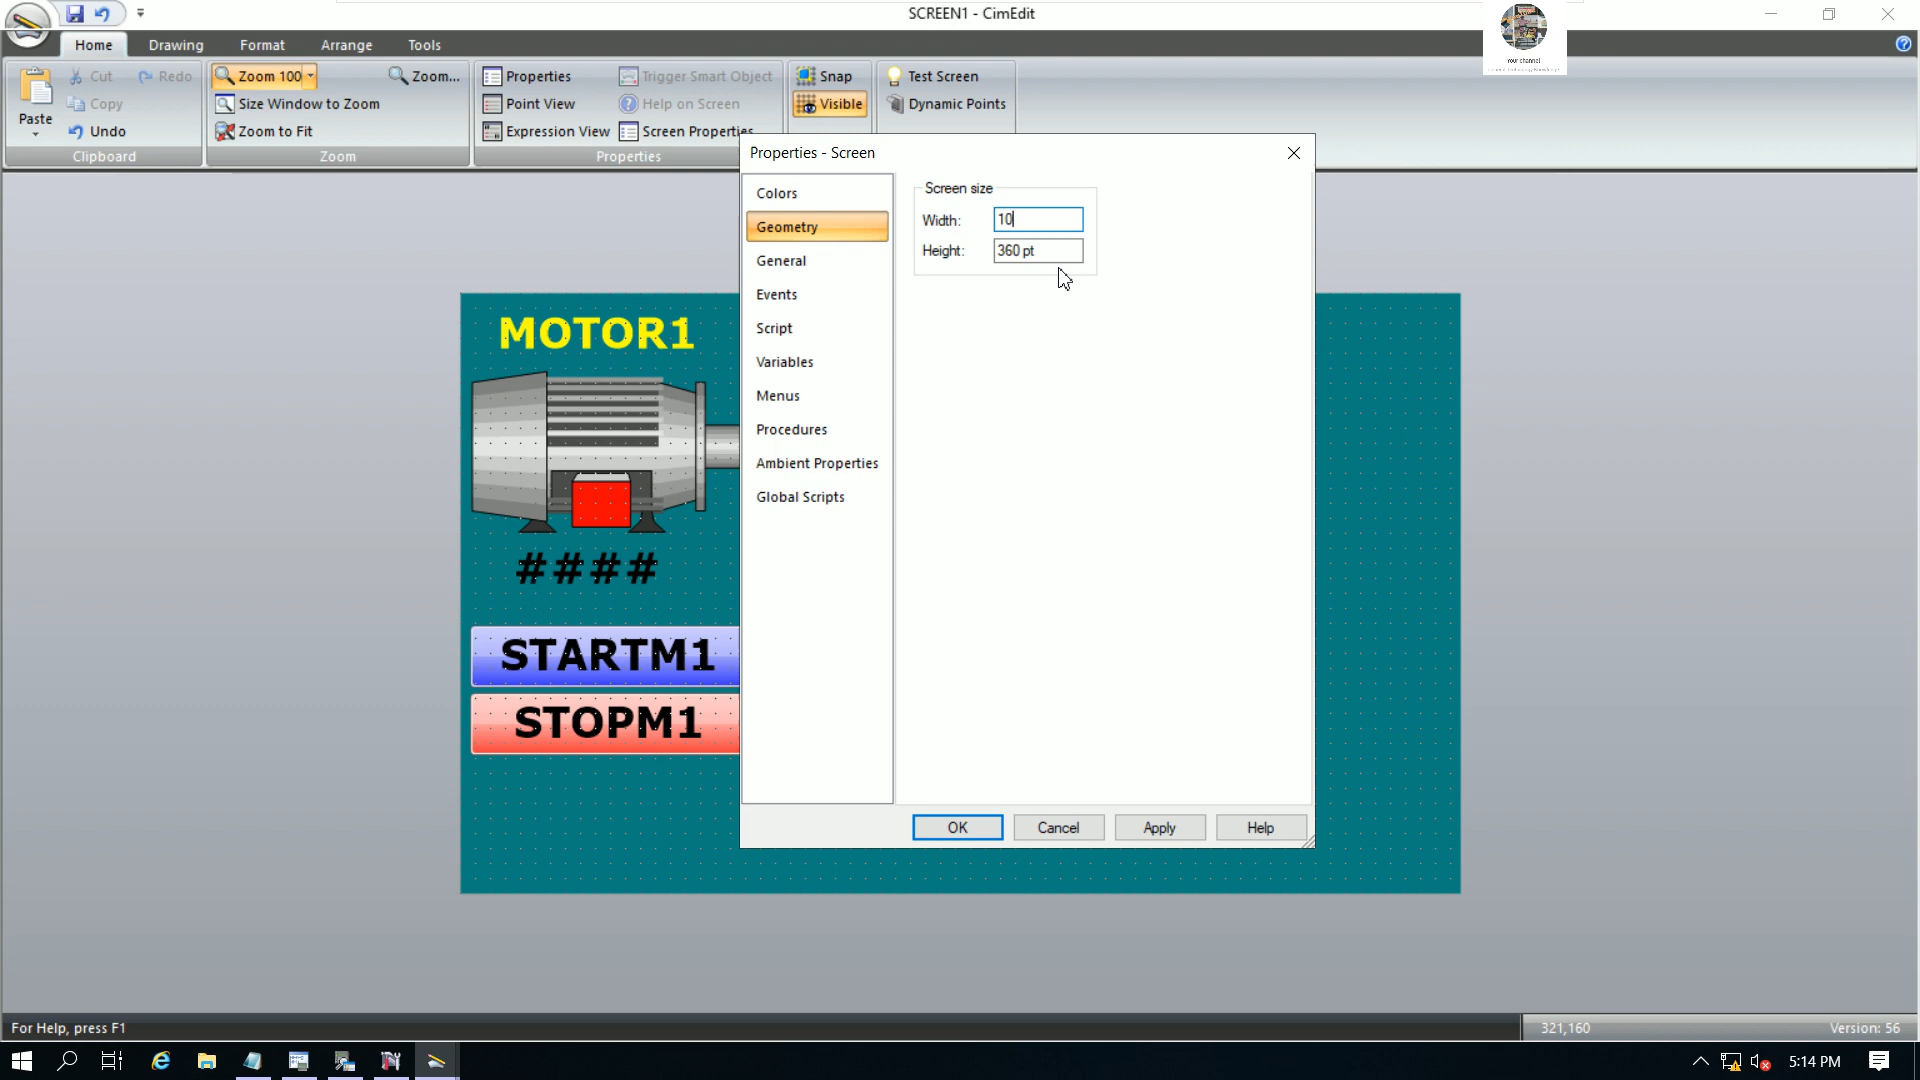 SCREEN1 - CimEdit
Your channel
Home
Drawing
Format
Arrange
Tools
Paste
Cut
Redo
Copy
Undo
Clipboard
Zoom 100
Zoom...
Size Window to Zoom
Zoom to Fit
Zoom
Properties
Trigger Smart Object
Point View
Help on Screen
Expression View
Screen Properties
Properties
Snap
Visible
Test Screen
Dynamic Points
Properties - Screen
Colors
Geometry
General
Events
Script
Variables
Menus
Procedures
Ambient Properties
Global Scripts
Screen size
Width: 10
Height: 360 pt
OK
Cancel
Apply
Help
MOTOR1
####
STARTM1
STOPM1
For Help, press F1
321,160
Version: 56
5:14 PM